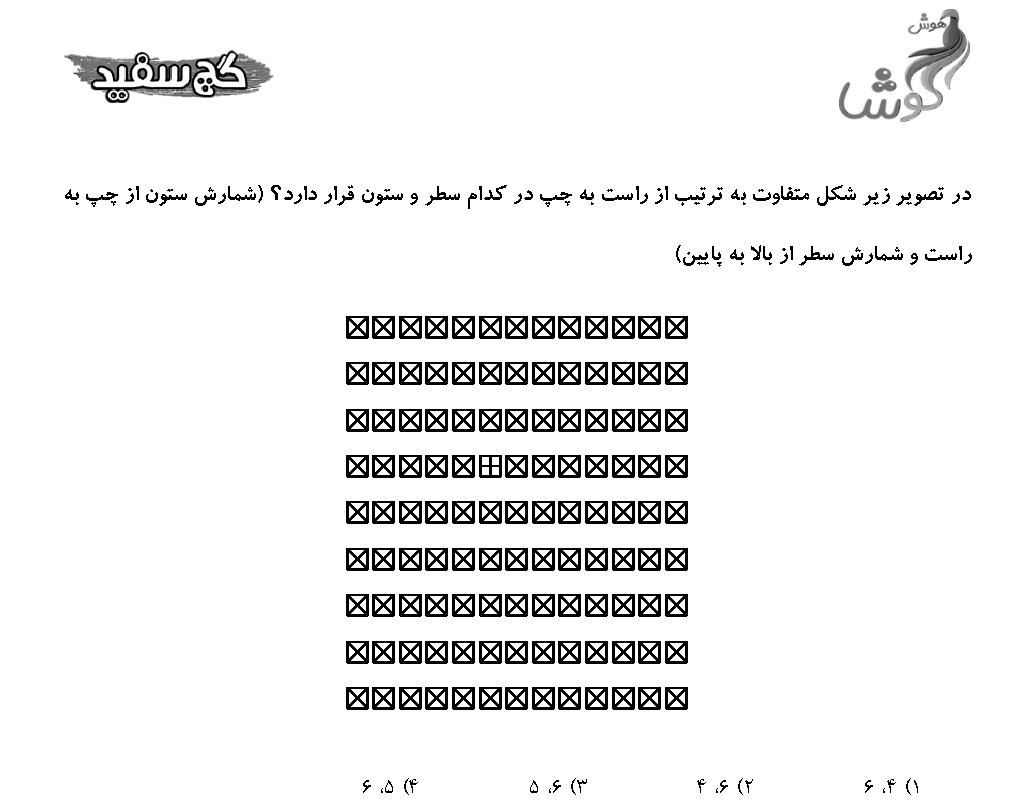 هوش
گوشا
گچ سفید
در تصویر زیر شکل متفاوت به ترتیب از راست به چپ در کدام سطر و ستون قرار دارد؟ (شمارش ستون از چپ به
راست و شمارش سطر از بالا به پایین)
۱) ۴، ۶ ۲) ۶، ۴ ۳) ۶، ۵ ۴) ۵، ۶